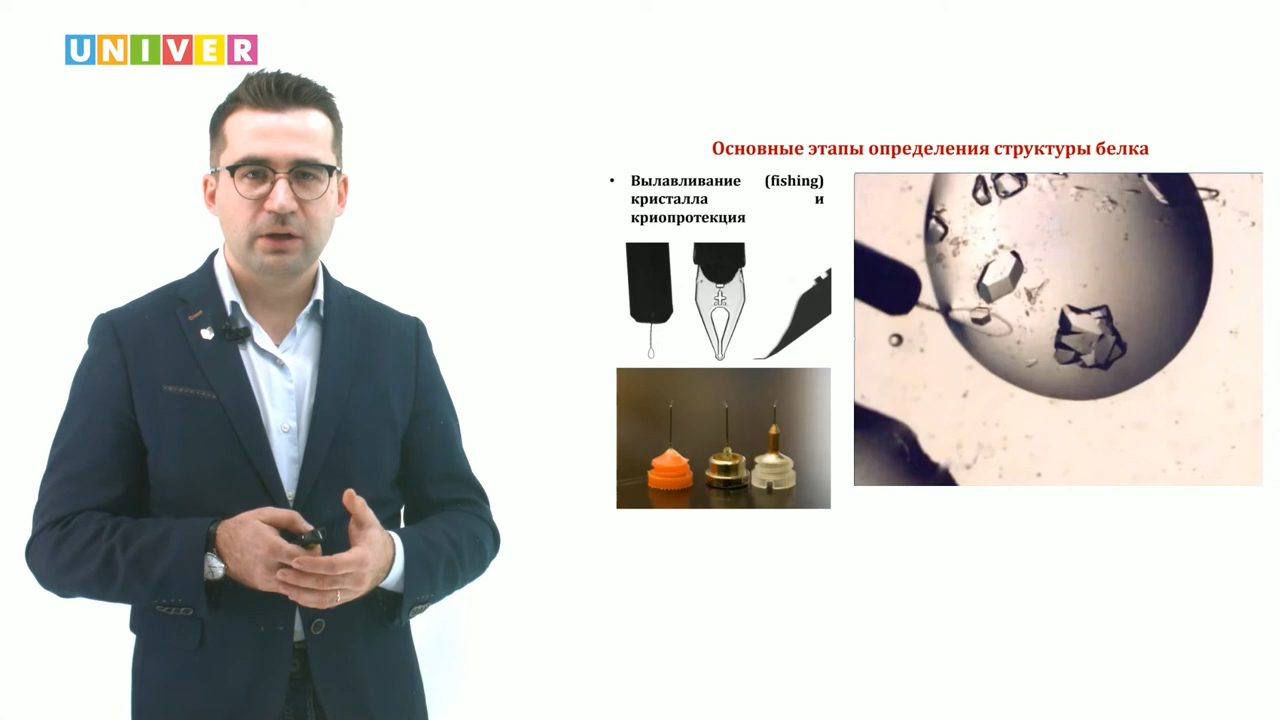 UNIVER
Основные этапы определения структуры белка
• Вылавливание (fishing)
кристалла и
криопротекция